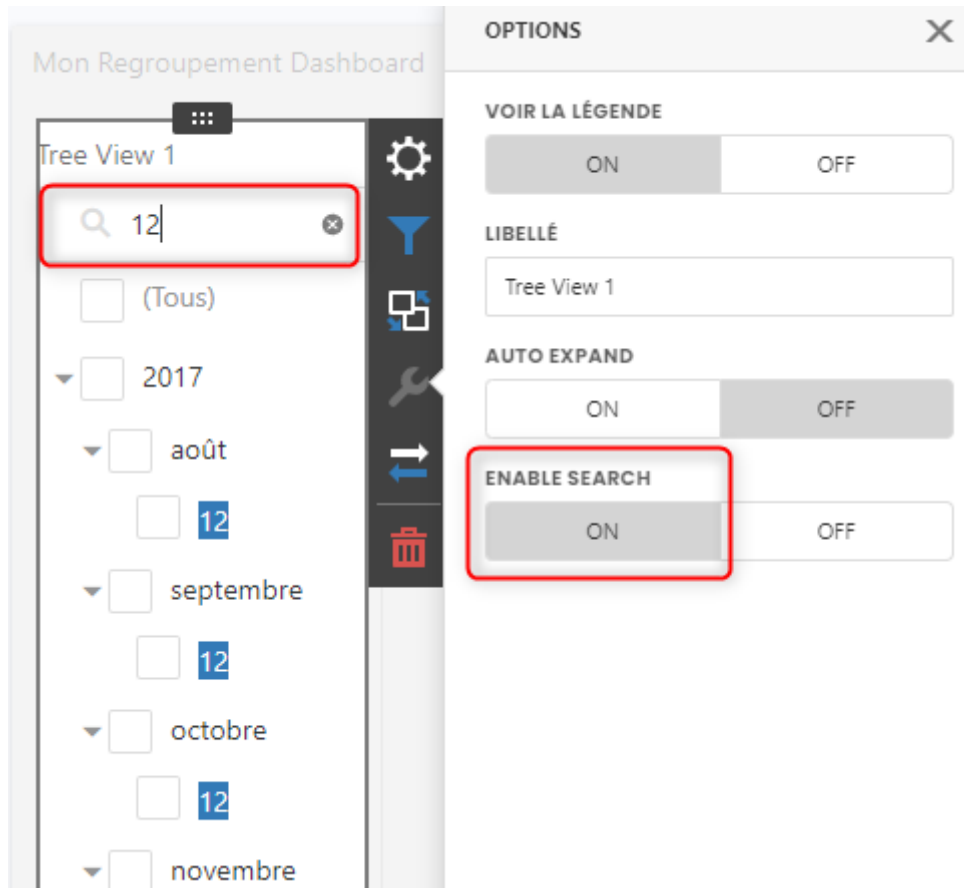 Mon Regroupement Dashboard
Tree View 1
12
(Tous)
2017
août
12
septembre
12
octobre
12
novembre
OPTIONS
VOIR LA LÉGENDE
ON OFF
LIBELLÉ
Tree View 1
AUTO EXPAND
ON OFF
ENABLE SEARCH
ON OFF